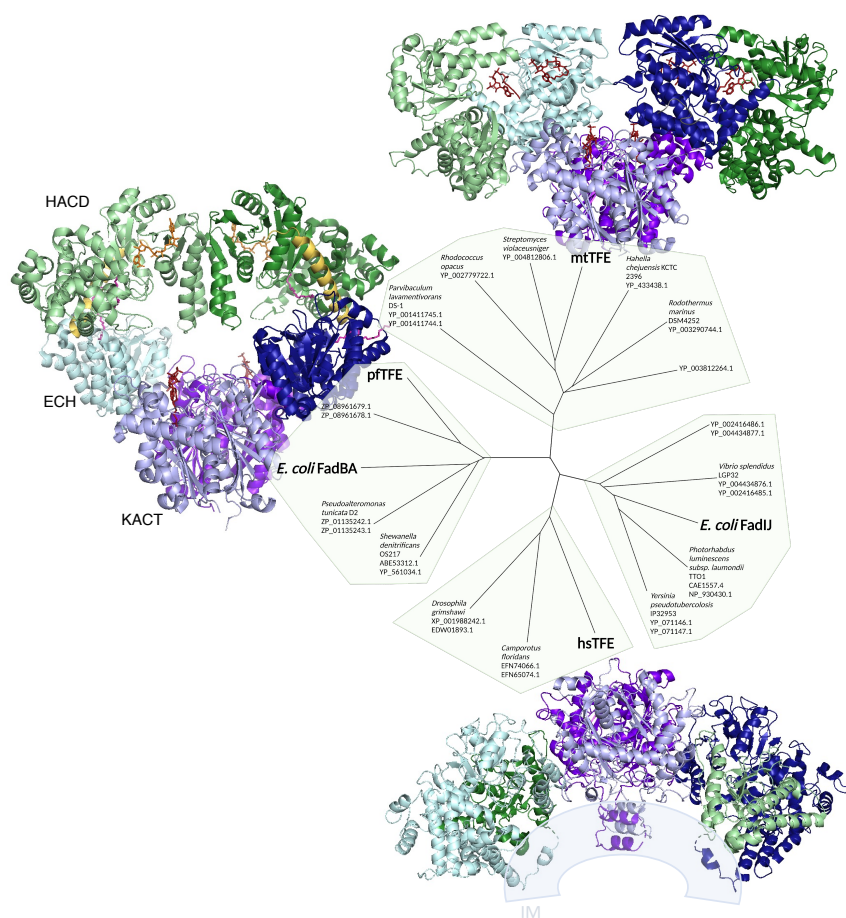 HACD
ECH
KACT
Streptomyces
violaceusniger
YP_004812806.1
mtTFE
Rhodococcus
opacus
YP_002779722.1
Hahella
chejuensis KCTC
2396
YP_433438.1
Parvibaculum
lavamentivorans
DS-1
YP_001411745.1
YP_001411744.1
Rodothermus
marinus
DSM4252
YP_003290744.1
YP_003812264.1
pfTFE
ZP_08961679.1
ZP_08961678.1
E. coli FadBA
Pseudoalteromonas
tunicata D2
ZP_01135242.1
ZP_01135243.1
Shewanella
denitrificans
OS217
ABE53312.1
YP_561034.1
YP_002416486.1
YP_004434877.1
Vibrio splendidus
LGP32
YP_004434876.1
YP_002416485.1
E. coli FadIJ
Photorhabdus
luminescens
subsp. laumondii
TTO1
CAE1557.4
NP_930430.1
Yersinia
pseudotubercolosis
IP32953
YP_071146.1
YP_071147.1
Drosophila
grimshawi
XP_001988242.1
EDW01893.1
Camporotus
floridans
EFN74066.1
EFN65074.1
hsTFE
IM